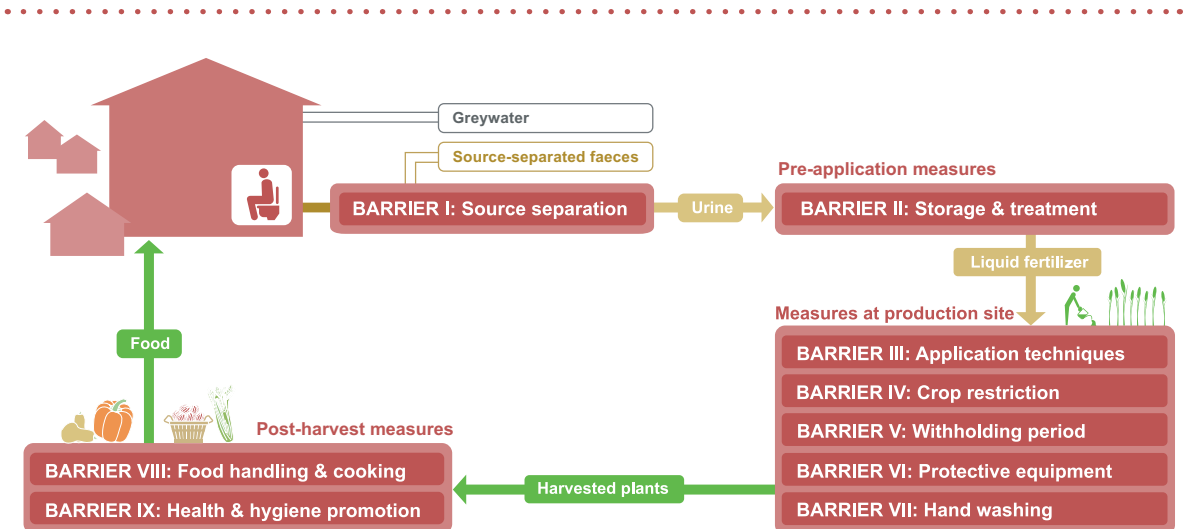 Greywater
Source-separated faeces
Pre-application measures
BARRIER I: Source separation
Urine
BARRIER II: Storage & treatment
Liquid fertilizer
Measures at production site
BARRIER III: Application techniques
Food
BARRIER IV: Crop restriction
Post-harvest measures
BARRIER V: Withholding period
BARRIER VIII: Food handling & cooking
BARRIER VI: Protective equipment
Harvested plants
BARRIER IX: Health & hygiene promotion
BARRIER VII: Hand washing